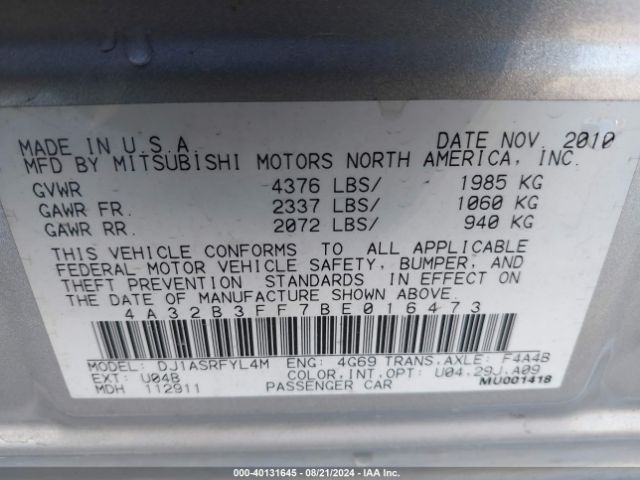 MADE IN U.S.A. DATE NOV. 2010
MFD BY MITSUBISHI MOTORS NORTH AMERICA, INC.
GVWR 4376 LBS/ 1985 KG
GAWR FR. 2337 LBS/ 1060 KG
GAWR RR. 2072 LBS/ 940 KG
THIS VEHICLE CONFORMS TO ALL APPLICABLE
FEDERAL MOTOR VEHICLE SAFETY, BUMPER, AND
THEFT PREVENTION STANDARDS IN EFFECT ON
THE DATE OF MANUFACTURE SHOWN ABOVE.
4A32B3FF7BE016473
MODEL: DJ1ASRFYL4M ENG: 4G69 TRANS.AXLE: F4A4B
EXT: U04B COLOR,INT,OPT: U04.29J.A09
MDH 112911 PASSENGER CAR MU001418
000-40131645 / 08/21/2024 - IAA Inc.